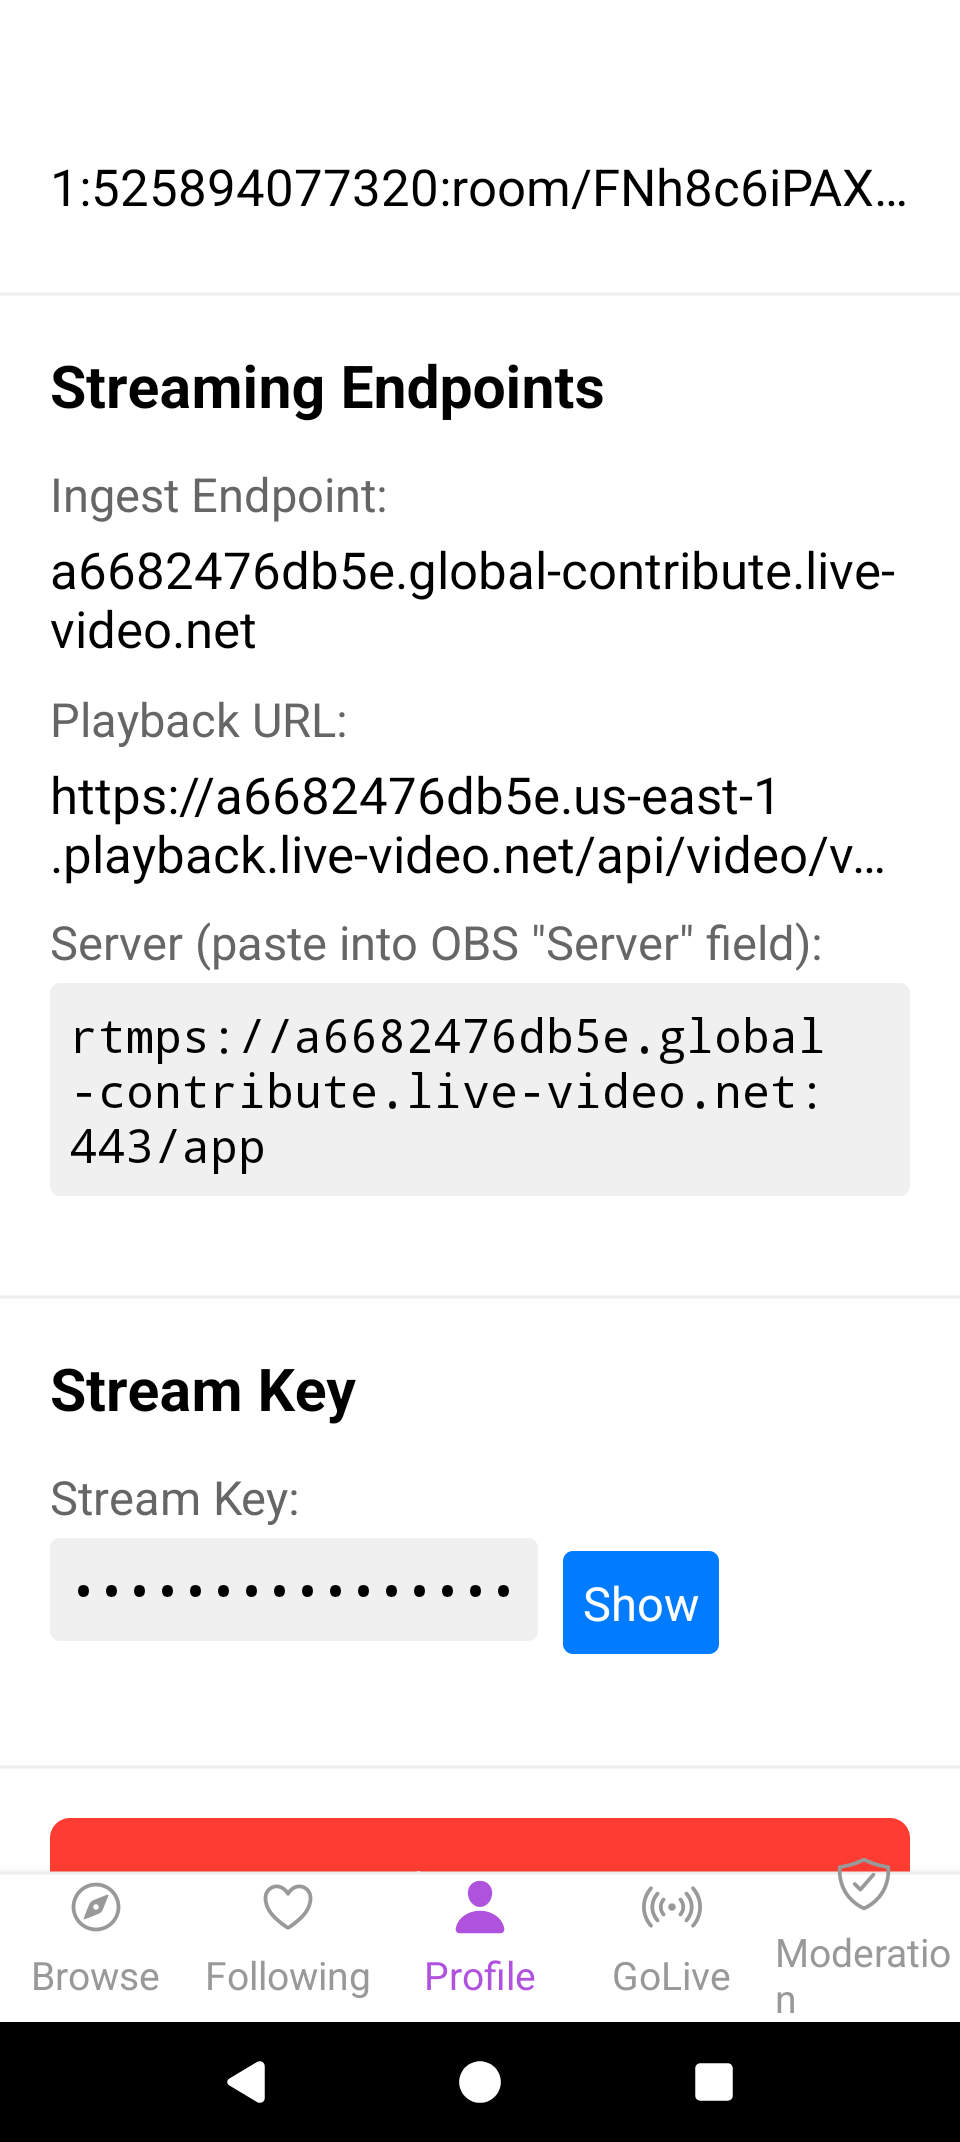 1:525894077320:room/FNh8c6iPAX...
Streaming Endpoints
Ingest Endpoint:
a6682476db5e.global-contribute.live-
video.net
Playback URL:
https://a6682476db5e.us-east-1
.playback.live-video.net/api/video/v...
Server (paste into OBS "Server" field):
rtmps://a6682476db5e.global
-contribute.live-video.net:
443/app
Stream Key
Stream Key:
••••••••••••••••
Show
Browse
Following
Profile
GoLive
Moderatio
n